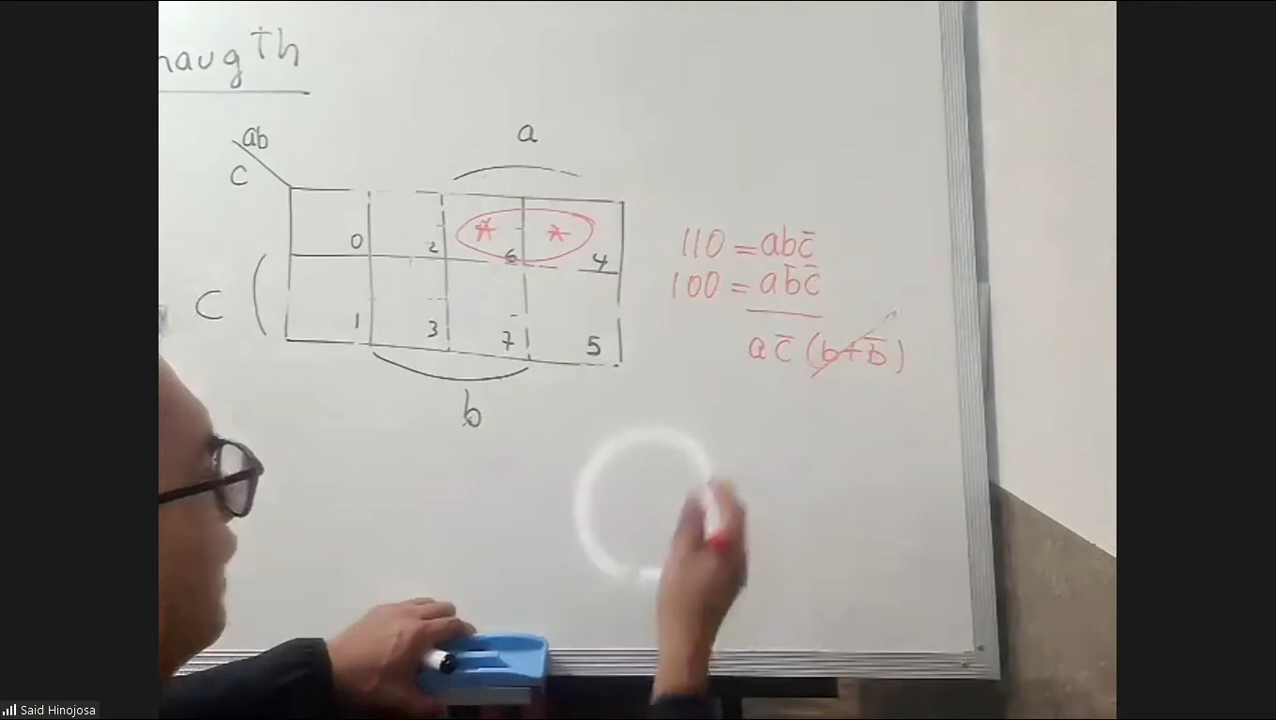 naugth
ab
c
a
0 2 6 4
C
1 3 7 5
b
110 = abc̄
100 = ab̄c̄
ac̄ (b+b̄)
Said Hinojosa